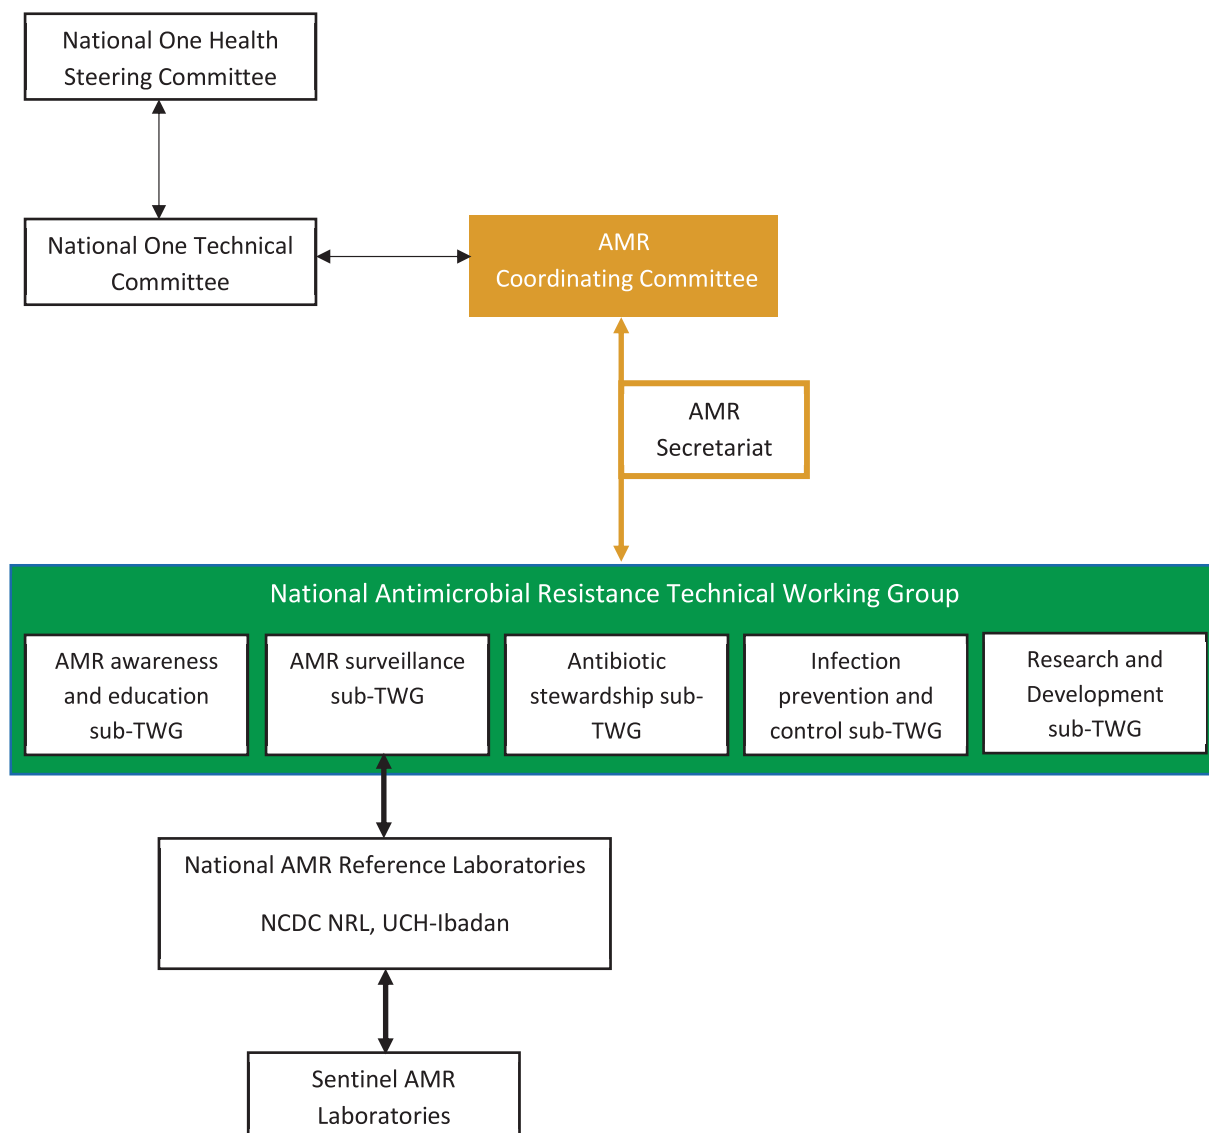 National One Health
Steering Committee
National One Technical
Committee
AMR
Coordinating Committee
AMR
Secretariat
National Antimicrobial Resistance Technical Working Group
AMR awareness
and education
sub-TWG
AMR surveillance
sub-TWG
Antibiotic
stewardship sub-
TWG
Infection
prevention and
control sub-TWG
Research and
Development
sub-TWG
National AMR Reference Laboratories
NCDC NRL, UCH-Ibadan
Sentinel AMR
Laboratories